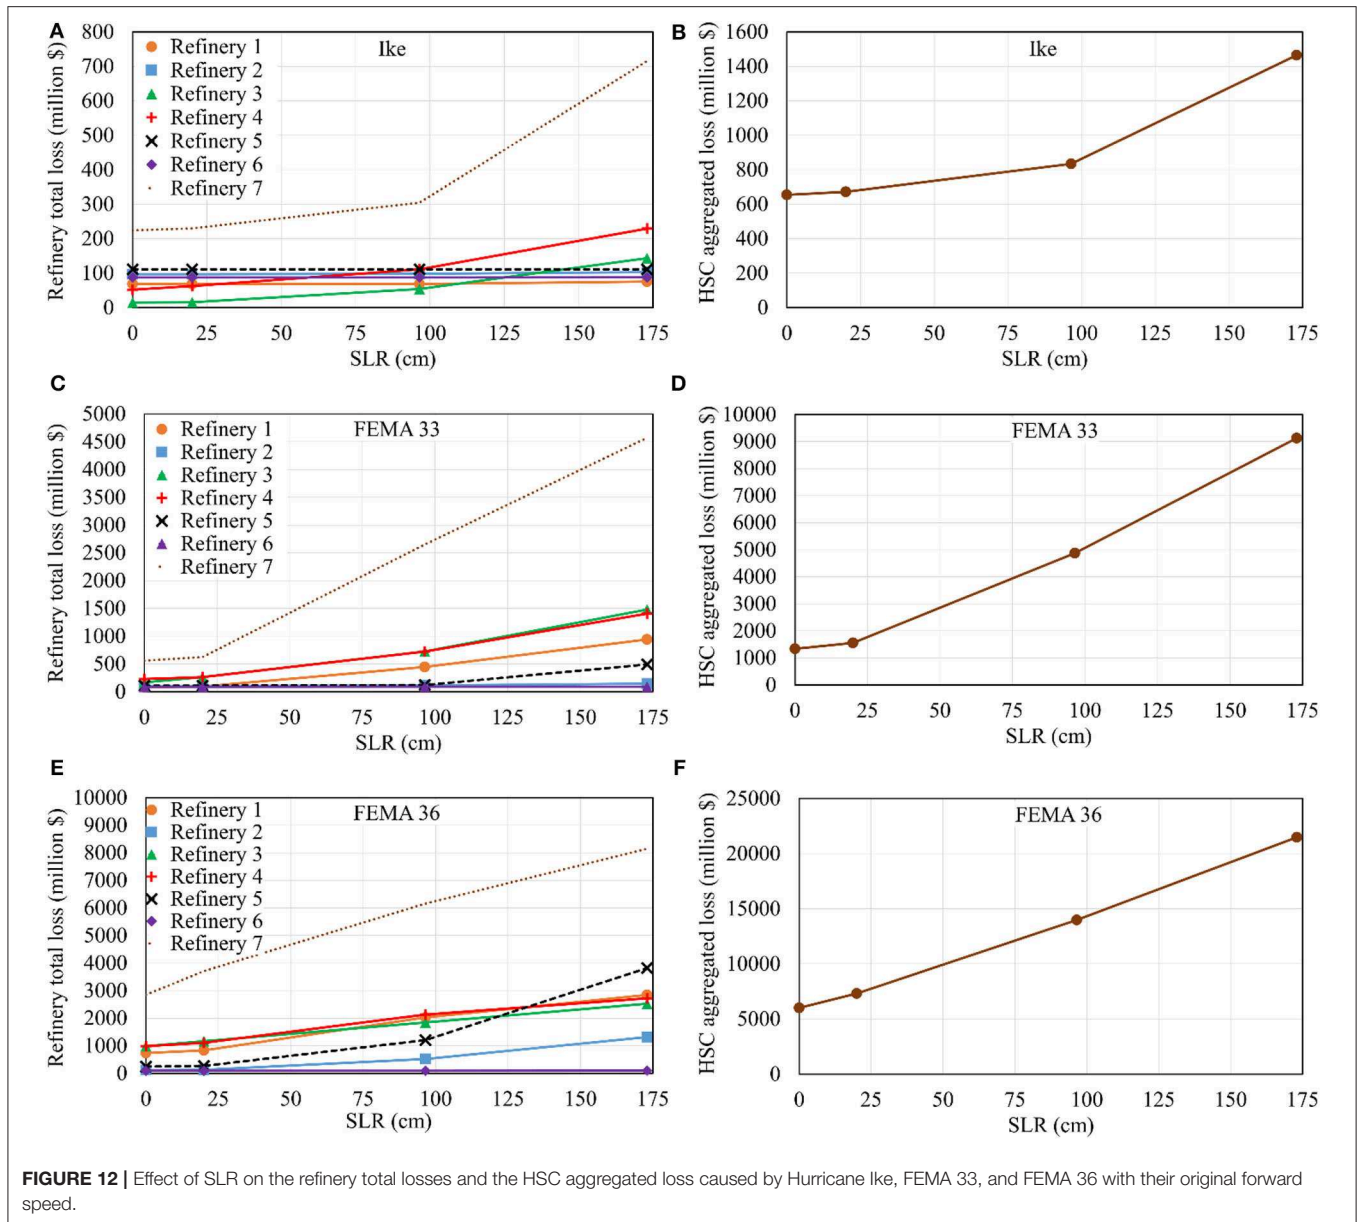 A
Refinery total loss (million $)
800
700
600
500
400
300
200
100
0
Ike
Refinery 1
Refinery 2
Refinery 3
Refinery 4
Refinery 5
Refinery 6
Refinery 7
0 25 50 75 100 125 150 175
SLR (cm)
B
HSC aggregated loss (million $)
1600
1400
1200
1000
800
600
400
200
0
Ike
0 25 50 75 100 125 150 175
SLR (cm)
C
Refinery total loss (million $)
5000
4500
4000
3500
3000
2500
2000
1500
1000
500
0
FEMA 33
Refinery 1
Refinery 2
Refinery 3
Refinery 4
Refinery 5
Refinery 6
Refinery 7
0 25 50 75 100 125 150 175
SLR (cm)
D
HSC aggregated loss (million $)
10000
9000
8000
7000
6000
5000
4000
3000
2000
1000
0
FEMA 33
0 25 50 75 100 125 150 175
SLR (cm)
E
Refinery total loss (million $)
10000
9000
8000
7000
6000
5000
4000
3000
2000
1000
0
FEMA 36
Refinery 1
Refinery 2
Refinery 3
Refinery 4
Refinery 5
Refinery 6
Refinery 7
0 25 50 75 100 125 150 175
SLR (cm)
F
HSC aggregated loss (million $)
25000
20000
15000
10000
5000
0
FEMA 36
0 25 50 75 100 125 150 175
SLR (cm)
FIGURE 12 | Effect of SLR on the refinery total losses and the HSC aggregated loss caused by Hurricane Ike, FEMA 33, and FEMA 36 with their original forward
speed.